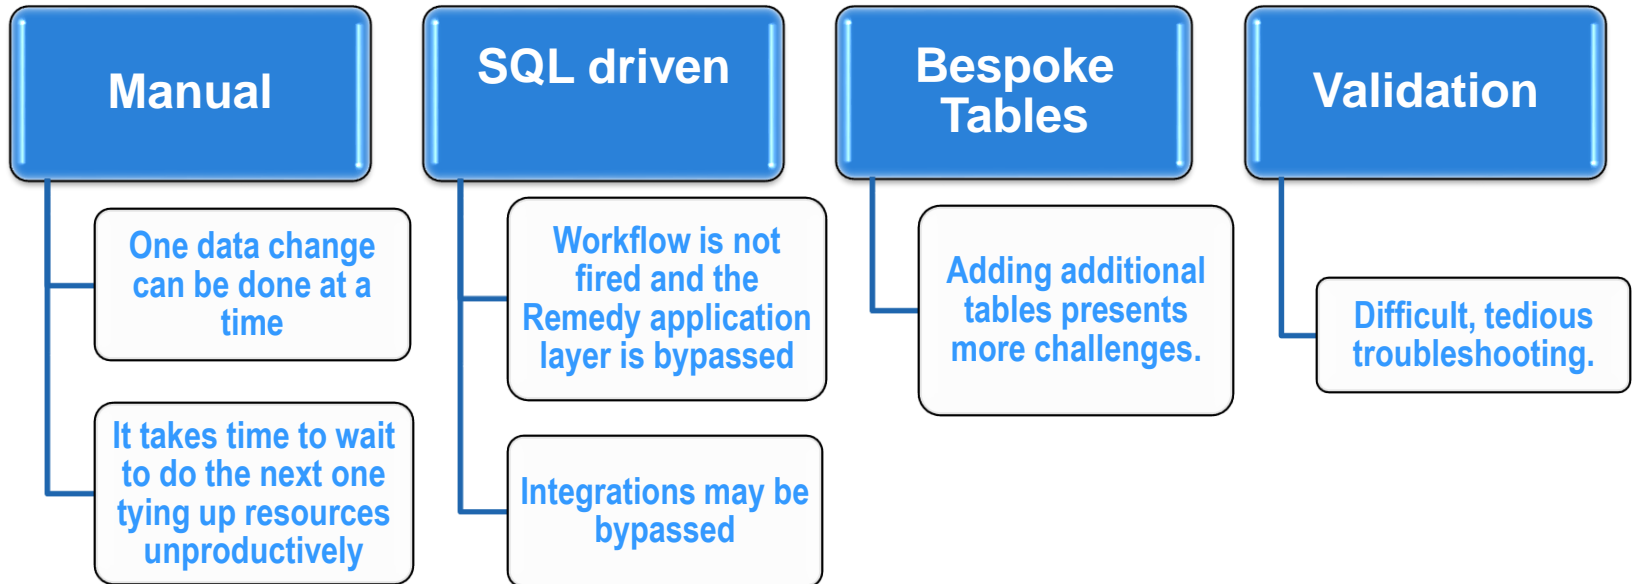 Manual
One data change
can be done at a
time
It takes time to wait
to do the next one
tying up resources
unproductively
SQL driven
Workflow is not
fired and the
Remedy application
layer is bypassed
Integrations may be
bypassed
Bespoke
Tables
Adding additional
tables presents
more challenges.
Validation
Difficult, tedious
troubleshooting.